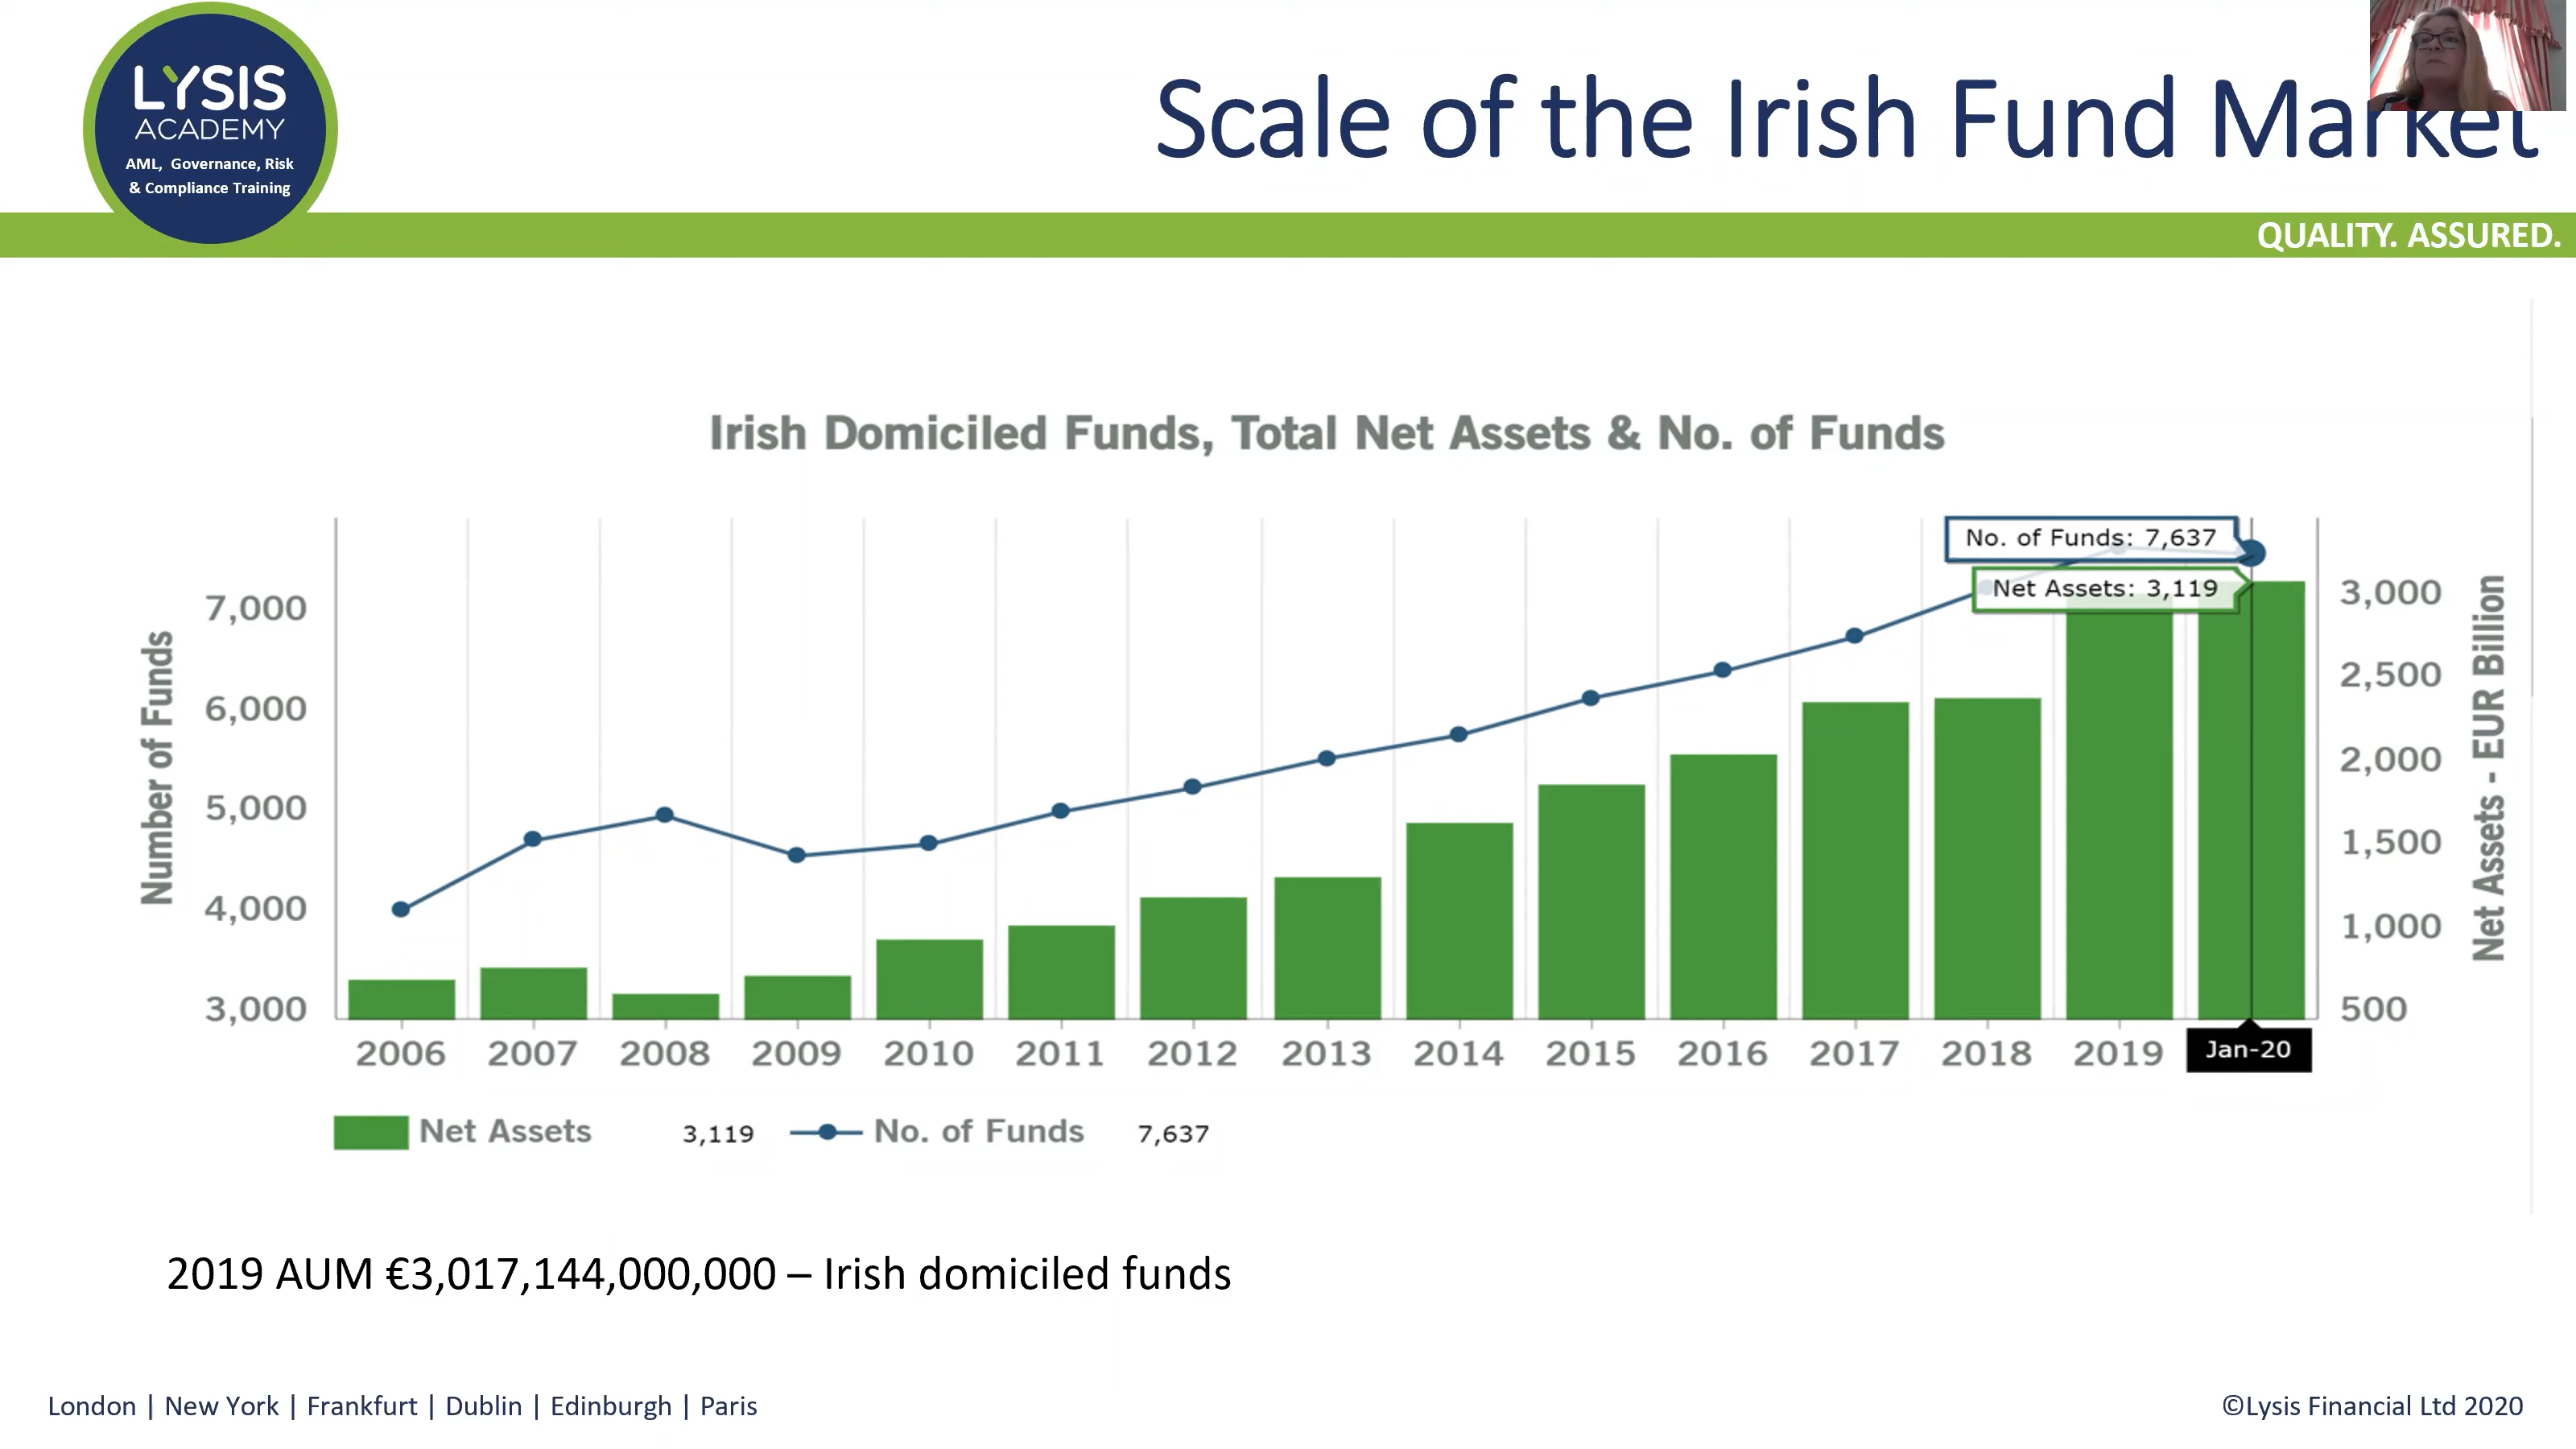 LYSIS
ACADEMY
AML, Governance, Risk
& Compliance Training
Scale of the Irish Fund Market
QUALITY. ASSURED.
Irish Domiciled Funds, Total Net Assets & No. of Funds
No. of Funds: 7,637
Net Assets: 3,119
Number of Funds
7,000
6,000
5,000
4,000
3,000
3,000
2,500
2,000
1,500
1,000
500
Net Assets - EUR Billion
2006 2007 2008 2009 2010 2011 2012 2013 2014 2015 2016 2017 2018 2019 Jan-20
Net Assets 3,119 No. of Funds 7,637
2019 AUM €3,017,144,000,000 – Irish domiciled funds
London | New York | Frankfurt | Dublin | Edinburgh | Paris
©Lysis Financial Ltd 2020